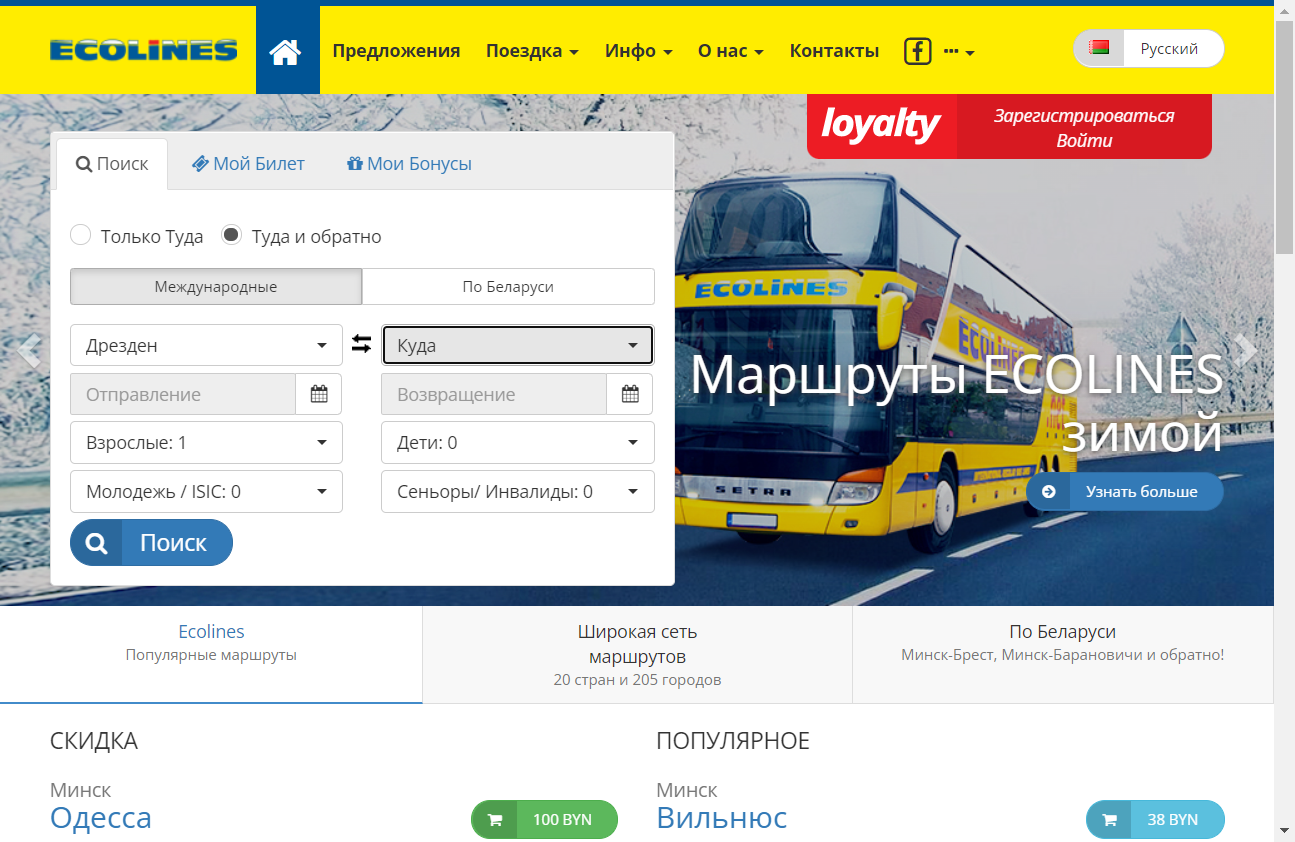 ECOLINES
Предложения
Поездка
Инфо
О нас
Контакты
Русский
loyalty
Зарегистрироваться
Войти
Поиск
Мой Билет
Мои Бонусы
Только Туда
Туда и обратно
Международные
По Беларуси
Дрезден
Куда
Отправление
Возвращение
Взрослые: 1
Дети: 0
Молодежь / ISIC: 0
Сеньоры/ Инвалиды: 0
Поиск
ECOLINES
ECOLINES
SETRA
Маршруты ECOLINES
зимой
Узнать больше
Ecolines
Популярные маршруты
Широкая сеть
маршрутов
20 стран и 205 городов
По Беларуси
Минск-Брест, Минск-Барановичи и обратно!
СКИДКА
Минск
Одесса
100 BYN
ПОПУЛЯРНОЕ
Минск
Вильнюс
38 BYN